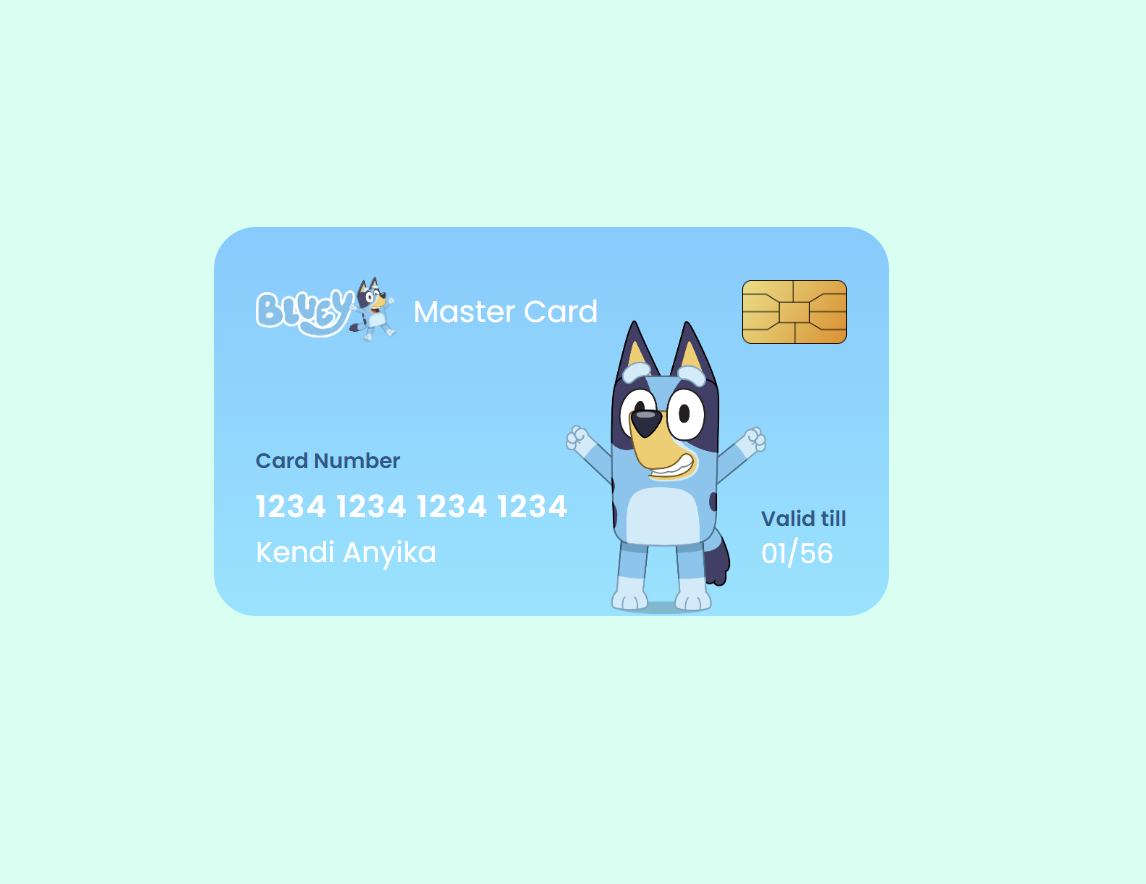 BLUEY Master Card
Card Number
1234 1234 1234 1234
Kendi Anyika
Valid till
01/56